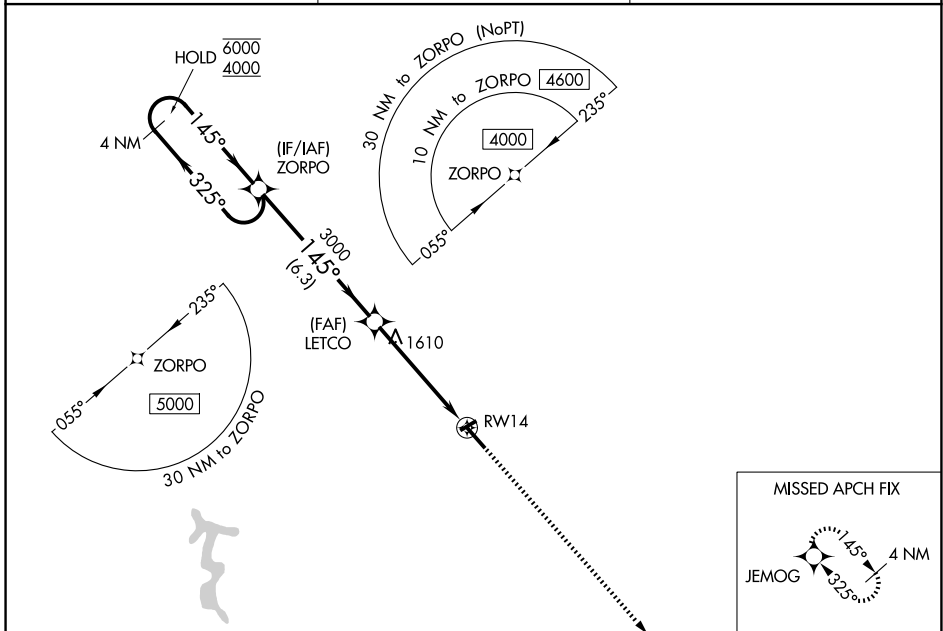 HOLD 6000
4000
4 NM
145°
325°
(IF/IAF)
ZORPO
30 NM to ZORPO (NoPT)
10 NM to ZORPO 4600
4000
235°
ZORPO
055°
3000
145°
(6.3)
(FAF)
LETCO
1610
235°
ZORPO
055°
5000
30 NM to ZORPO
RW14
MISSED APCH FIX
145°
4 NM
JEMOG
325°